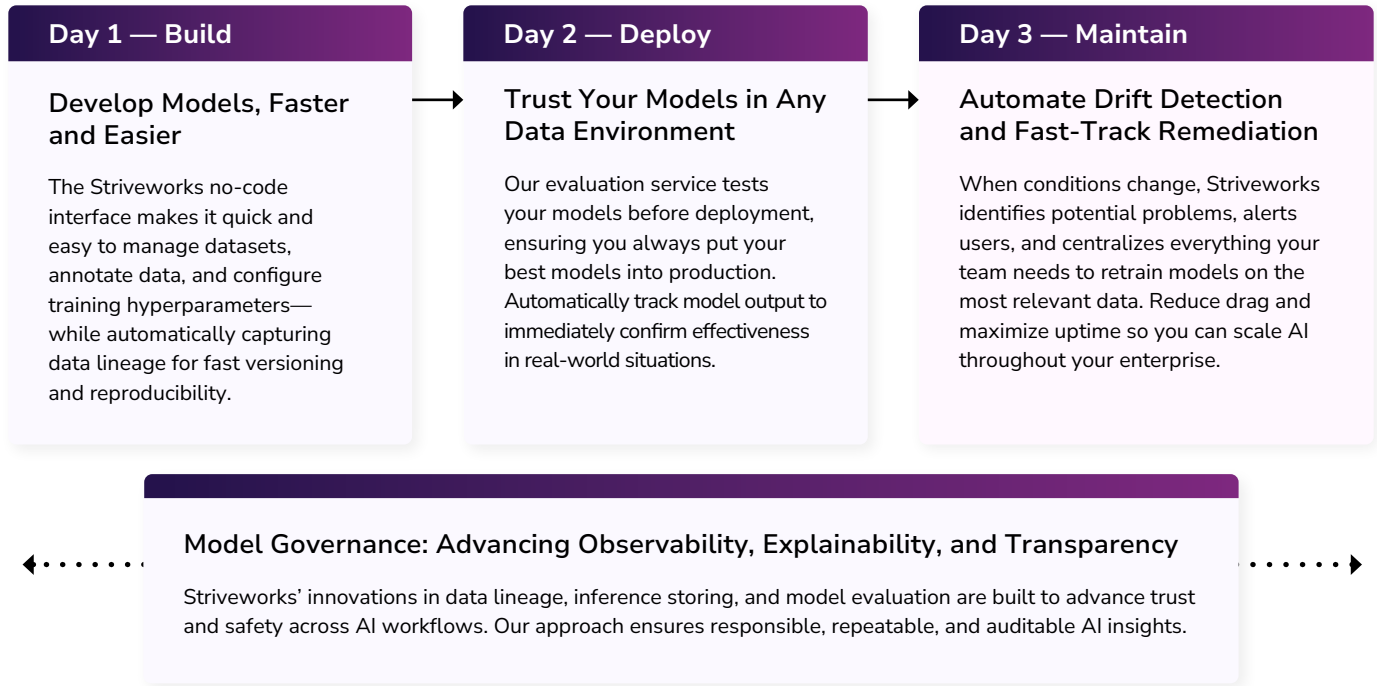 Day 1 — Build
Develop Models, Faster
and Easier
The Striveworks no-code
interface makes it quick and
easy to manage datasets,
annotate data, and configure
training hyperparameters—
while automatically capturing
data lineage for fast versioning
and reproducibility.
Day 2 — Deploy
Trust Your Models in Any
Data Environment
Our evaluation service tests
your models before deployment,
ensuring you always put your
best models into production.
Automatically track model output to
immediately confirm effectiveness
in real-world situations.
Day 3 — Maintain
Automate Drift Detection
and Fast-Track Remediation
When conditions change, Striveworks
identifies potential problems, alerts
users, and centralizes everything your
team needs to retrain models on the
most relevant data. Reduce drag and
maximize uptime so you can scale AI
throughout your enterprise.
Model Governance: Advancing Observability, Explainability, and Transparency
Striveworks’ innovations in data lineage, inference storing, and model evaluation are built to advance trust
and safety across AI workflows. Our approach ensures responsible, repeatable, and auditable AI insights.